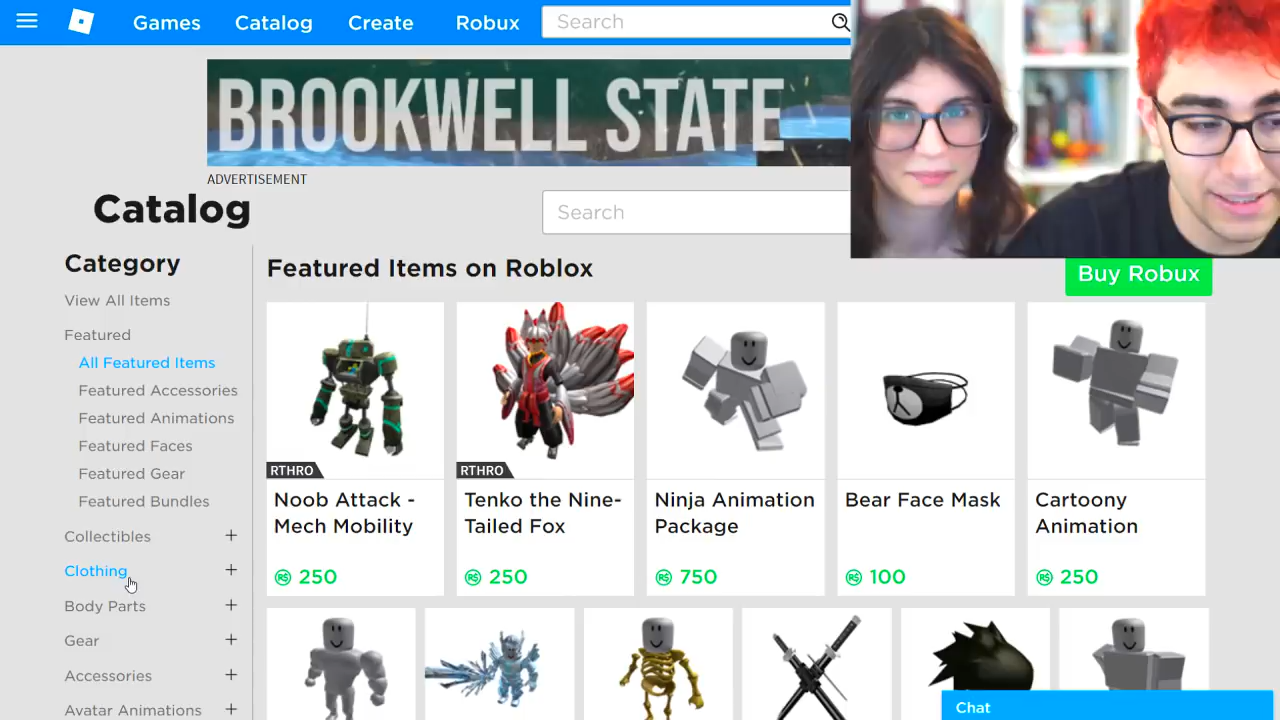 Games Catalog Create Robux Search
BROOKWELL STATE
ADVERTISEMENT
Catalog
Search
Category
View All Items
Featured
All Featured Items
Featured Accessories
Featured Animations
Featured Faces
Featured Gear
Featured Bundles
Collectibles +
Clothing +
Body Parts +
Gear +
Accessories +
Avatar Animations +
Featured Items on Roblox
Buy Robux
RTHRO
Noob Attack -
Mech Mobility
R$ 250
RTHRO
Tenko the Nine-
Tailed Fox
R$ 250
Ninja Animation
Package
R$ 750
Bear Face Mask
R$ 100
Cartoony
Animation
R$ 250
Chat